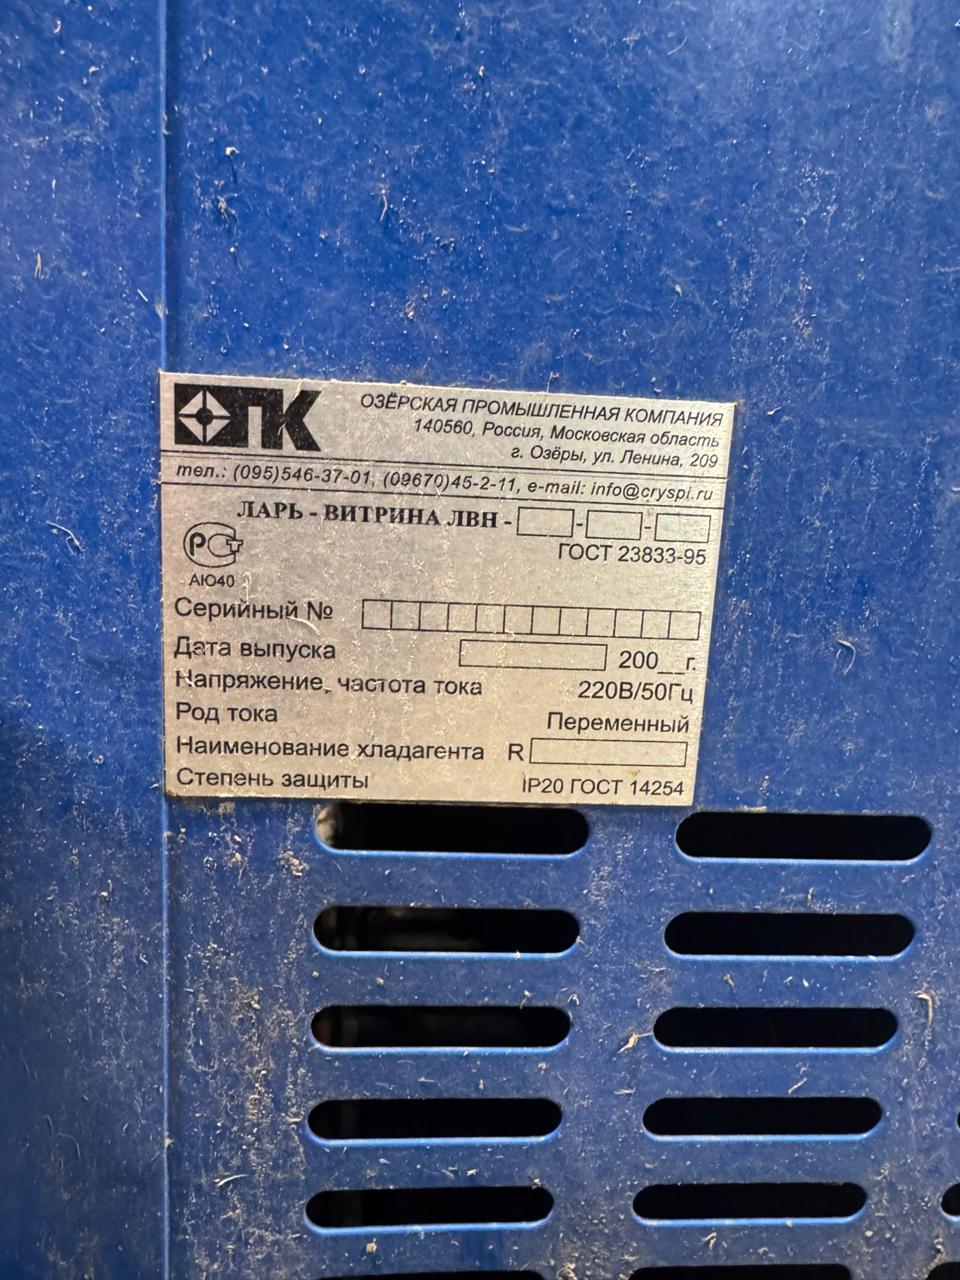 ОПК
ОЗЁРСКАЯ ПРОМЫШЛЕННАЯ КОМПАНИЯ
140560, Россия, Московская область
г. Озёры, ул. Ленина, 209
тел.: (095)546-37-01, (09670)45-2-11, e-mail: info@cryspi.ru
ЛАРЬ - ВИТРИНА ЛВН - - -
ГОСТ 23833-95
РСТ
АЮ40
Серийный №
Дата выпуска 200__г.
Напряжение, частота тока 220В/50Гц
Род тока Переменный
Наименование хладагента R
Степень защиты IP20 ГОСТ 14254